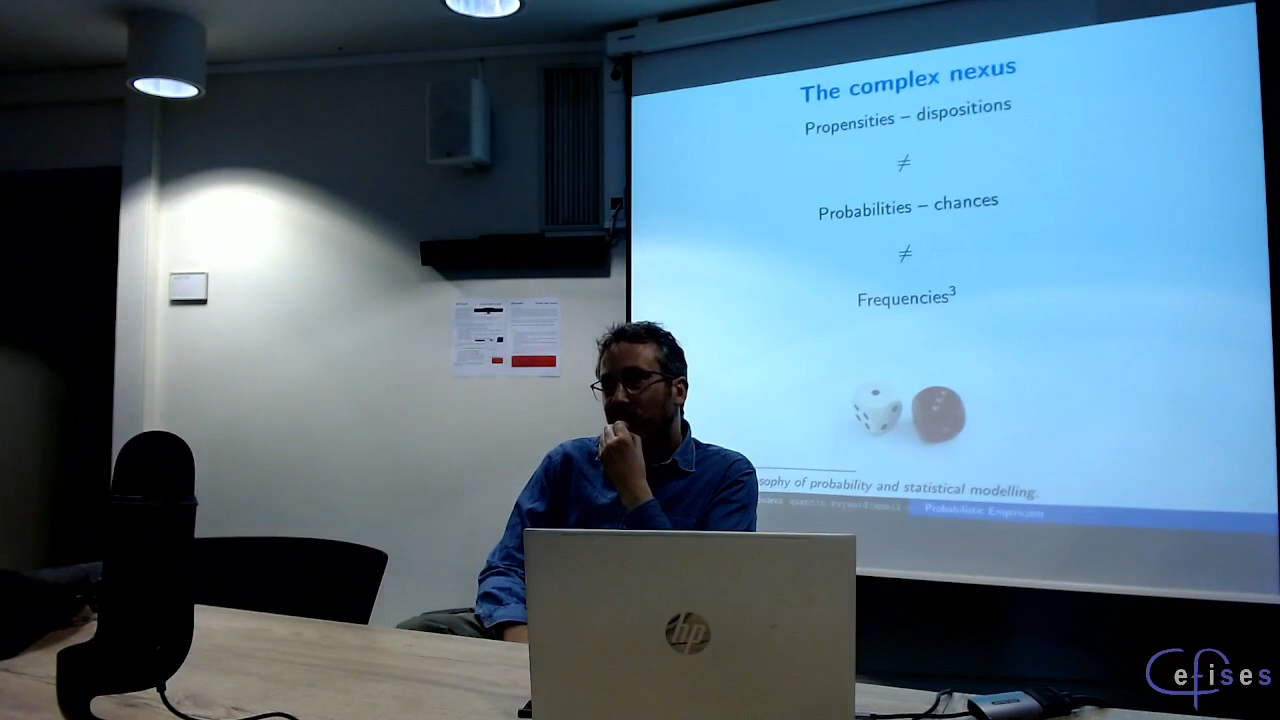 The complex nexus
Propensities – dispositions
≠
Probabilities – chances
≠
Frequencies³
sophy of probability and statistical modelling.
Probabilistic Empiricism
hp
Cefises